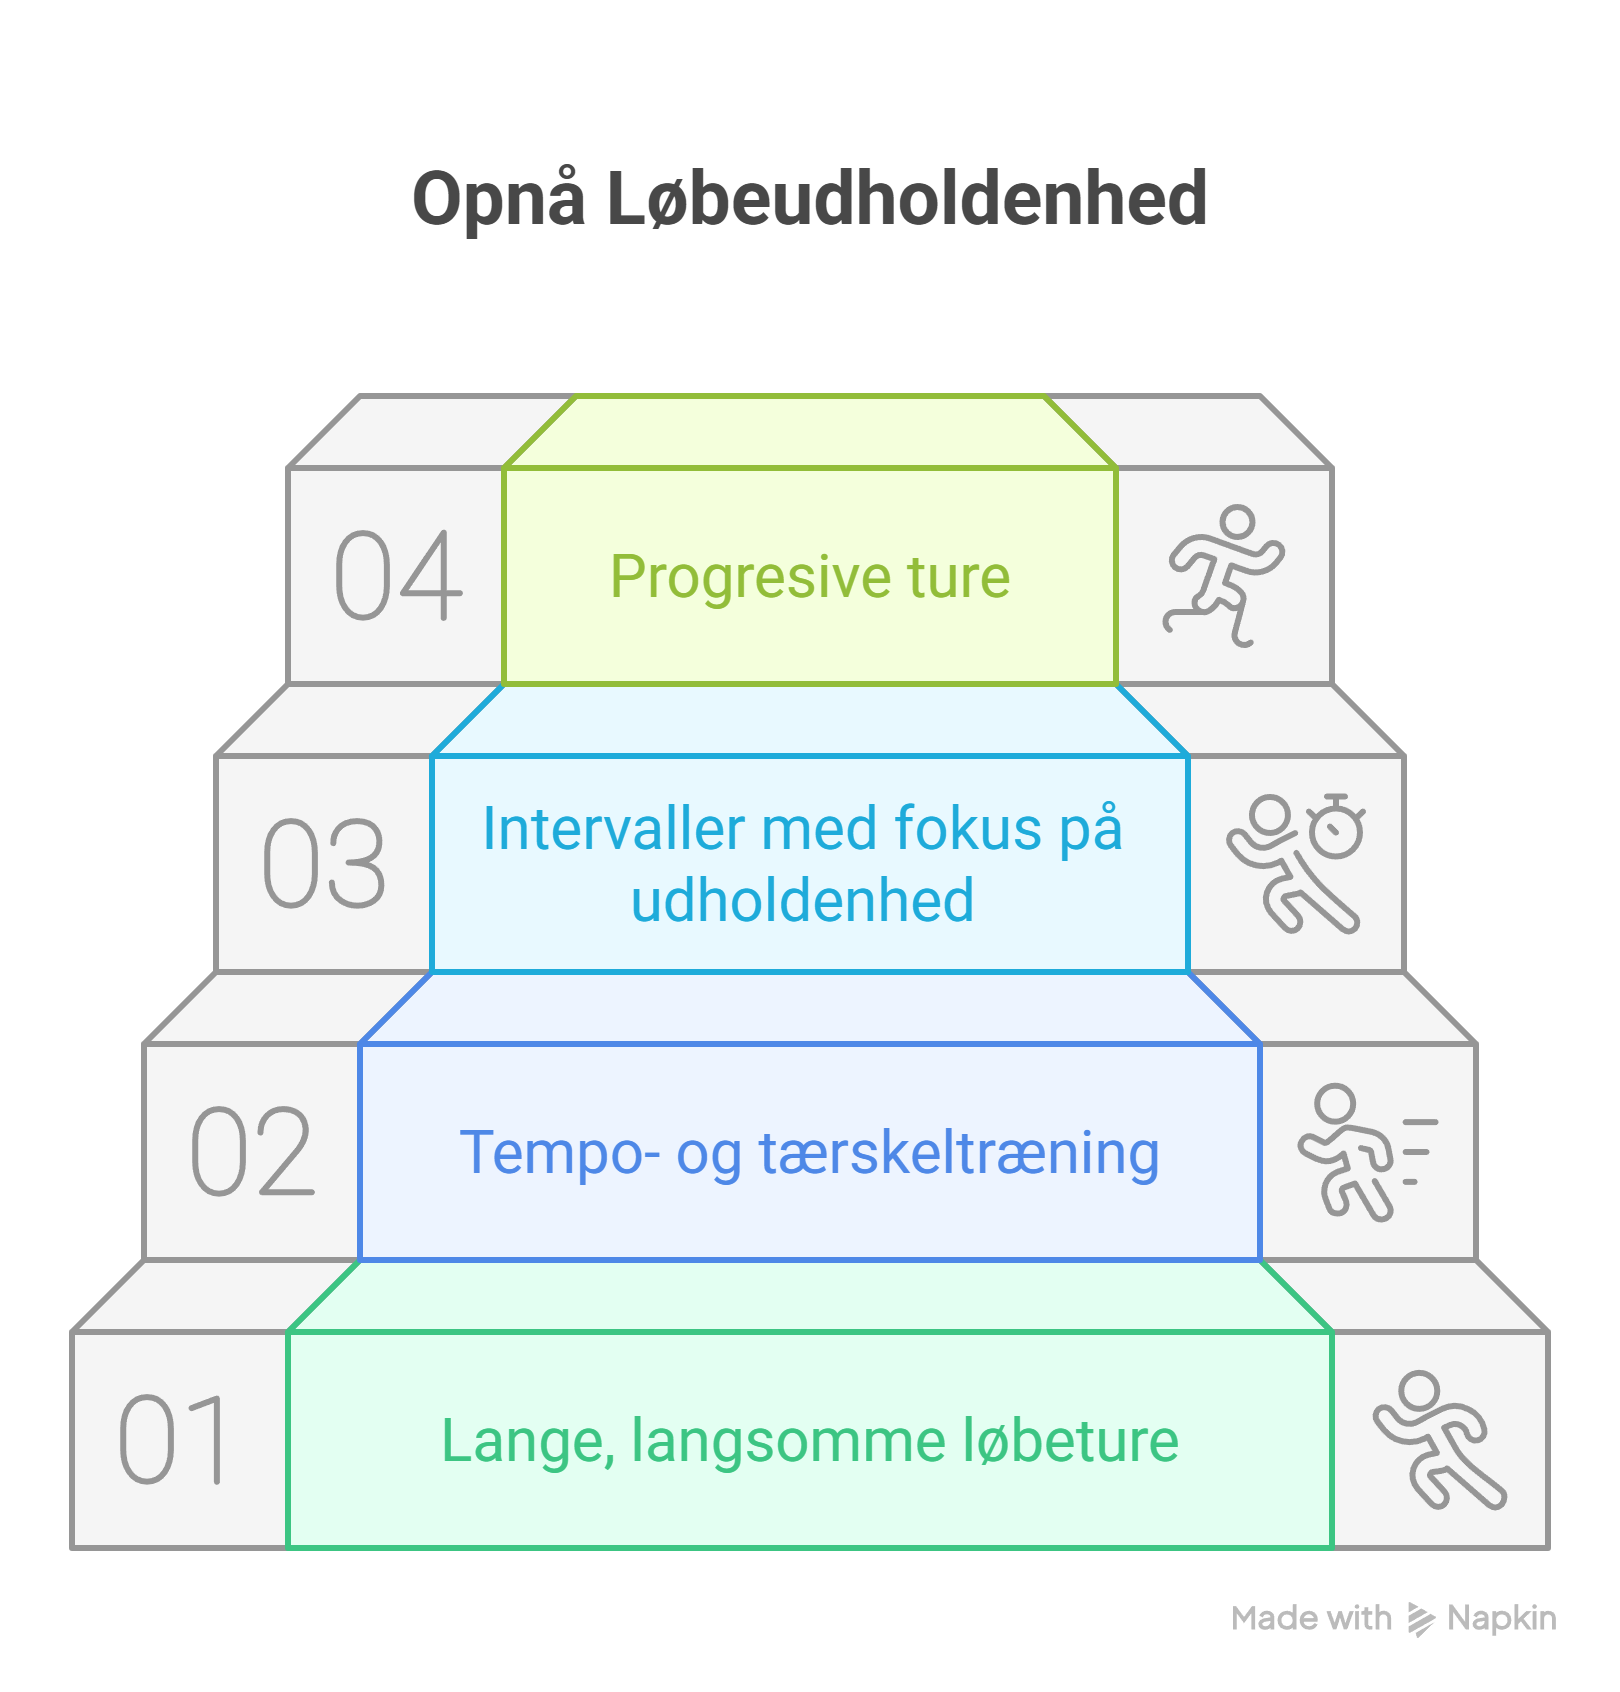 Opnå Løbeudholdenhed
04
Progresive ture
03
Intervaller med fokus på
udholdenhed
02
Tempo- og tærskeltræning
01
Lange, langsomme løbeture
Made with Napkin